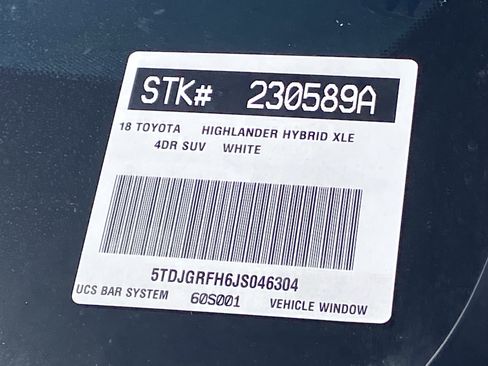 STK# 230589A
18 TOYOTA HIGHLANDER HYBRID XLE
4DR SUV WHITE
5TDJGRFH6JS046304
UCS BAR SYSTEM 60S001 VEHICLE WINDOW